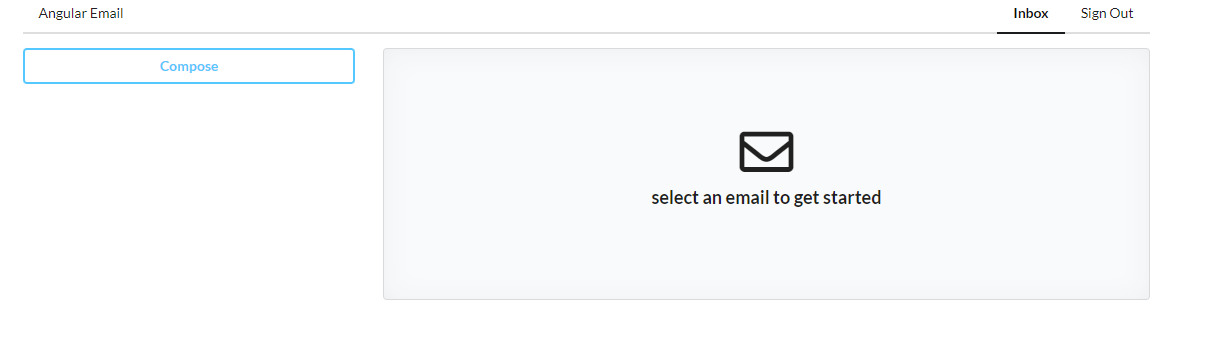 Angular Email
Inbox
Sign Out
Compose
select an email to get started